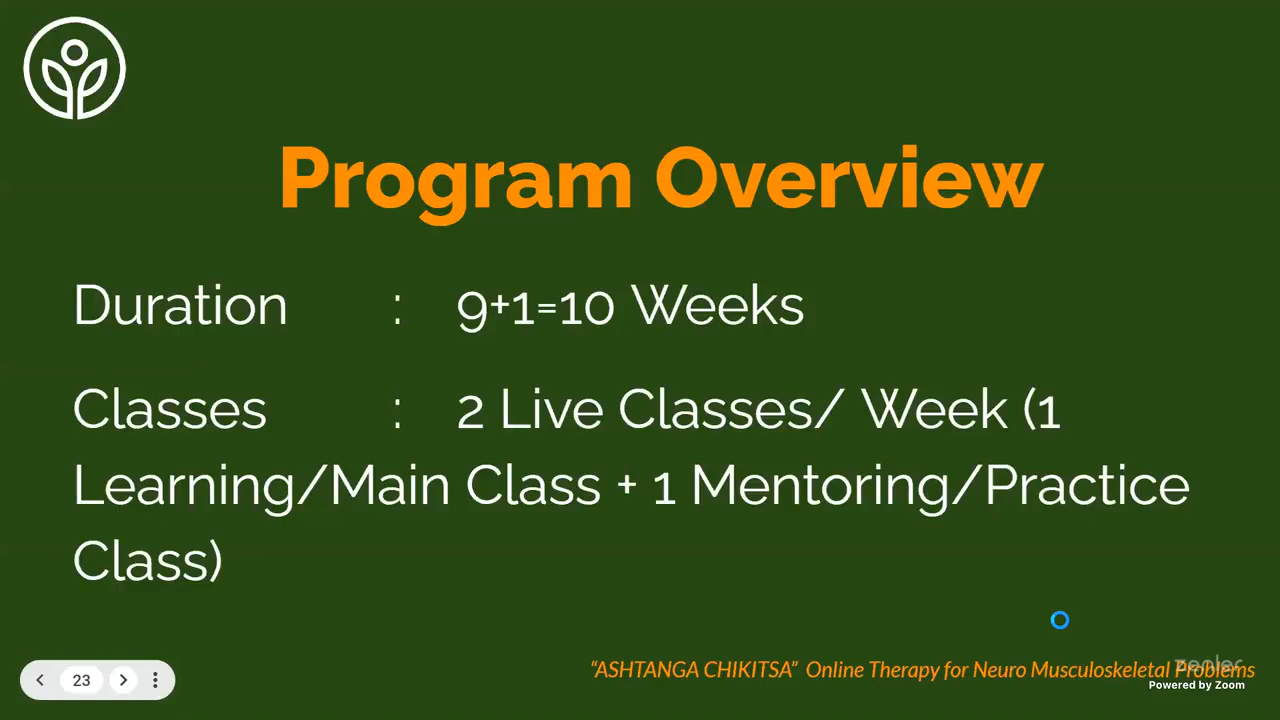 Program Overview
Duration : 9+1=10 Weeks
Classes : 2 Live Classes/ Week (1
Learning/Main Class + 1 Mentoring/Practice
Class)
"ASHTANGA CHIKITSA" Online Therapy for Neuro Musculoskeletal Problems
Powered by Zoom
23